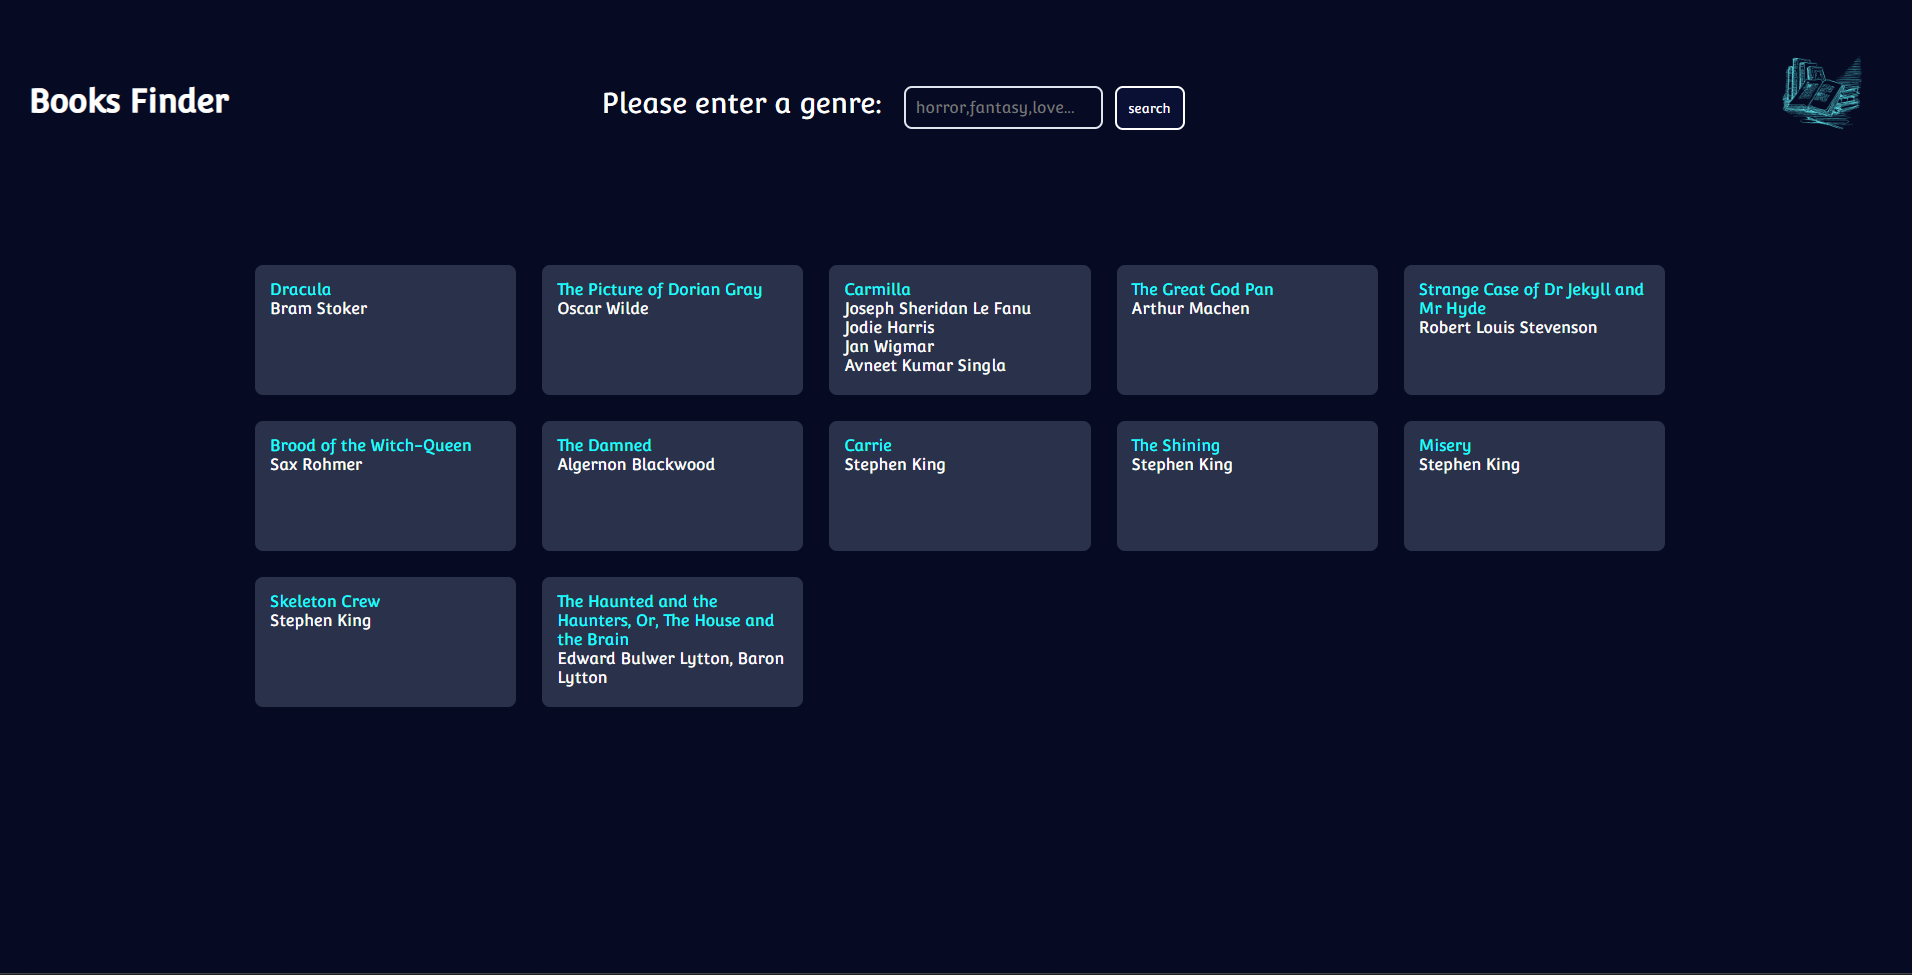 Books Finder
Please enter a genre:
horror,fantasy,love...
search
Dracula
Bram Stoker
The Picture of Dorian Gray
Oscar Wilde
Carmilla
Joseph Sheridan Le Fanu
Jodie Harris
Jan Wigmar
Avneet Kumar Singla
The Great God Pan
Arthur Machen
Strange Case of Dr Jekyll and
Mr Hyde
Robert Louis Stevenson
Brood of the Witch-Queen
Sax Rohmer
The Damned
Algernon Blackwood
Carrie
Stephen King
The Shining
Stephen King
Misery
Stephen King
Skeleton Crew
Stephen King
The Haunted and the
Haunters, Or, The House and
the Brain
Edward Bulwer Lytton, Baron
Lytton